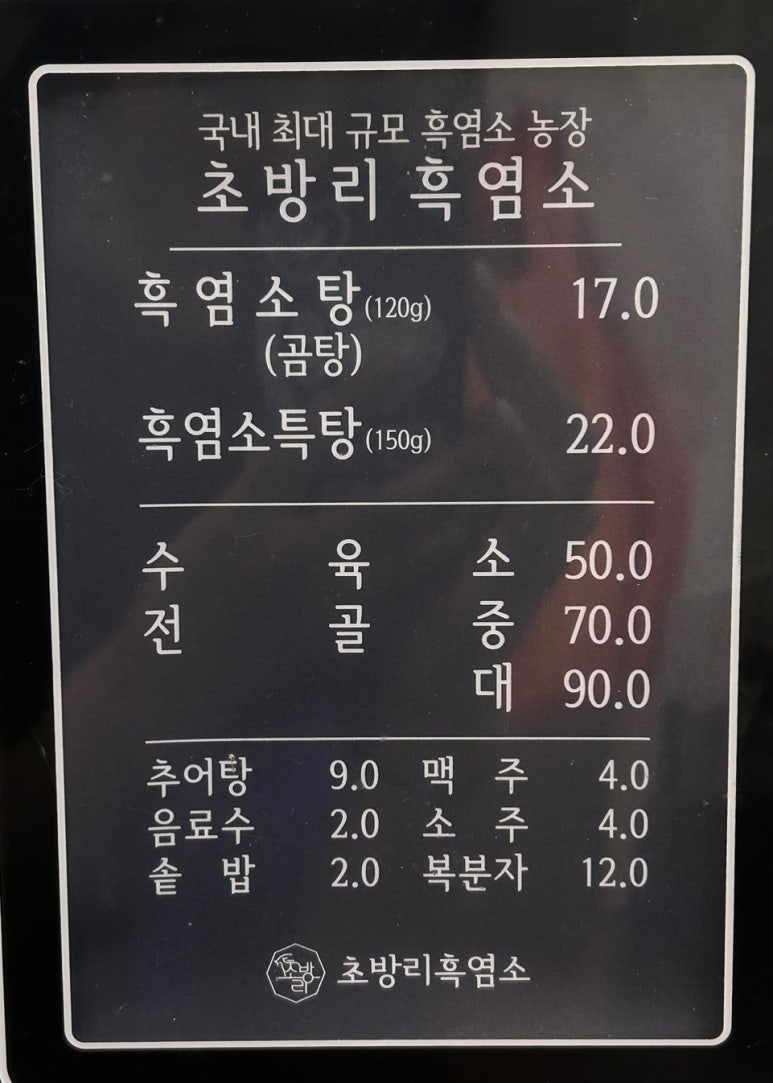 국내 최대 규모 흑염소 농장
초방리 흑염소
흑염소탕(120g) 17.0
(곰탕)
흑염소특탕(150g) 22.0
수육 소 50.0
전골 중 70.0
대 90.0
추어탕 9.0 맥주 4.0
음료수 2.0 소주 4.0
솥밥 2.0 복분자 12.0
초방리 초방리흑염소